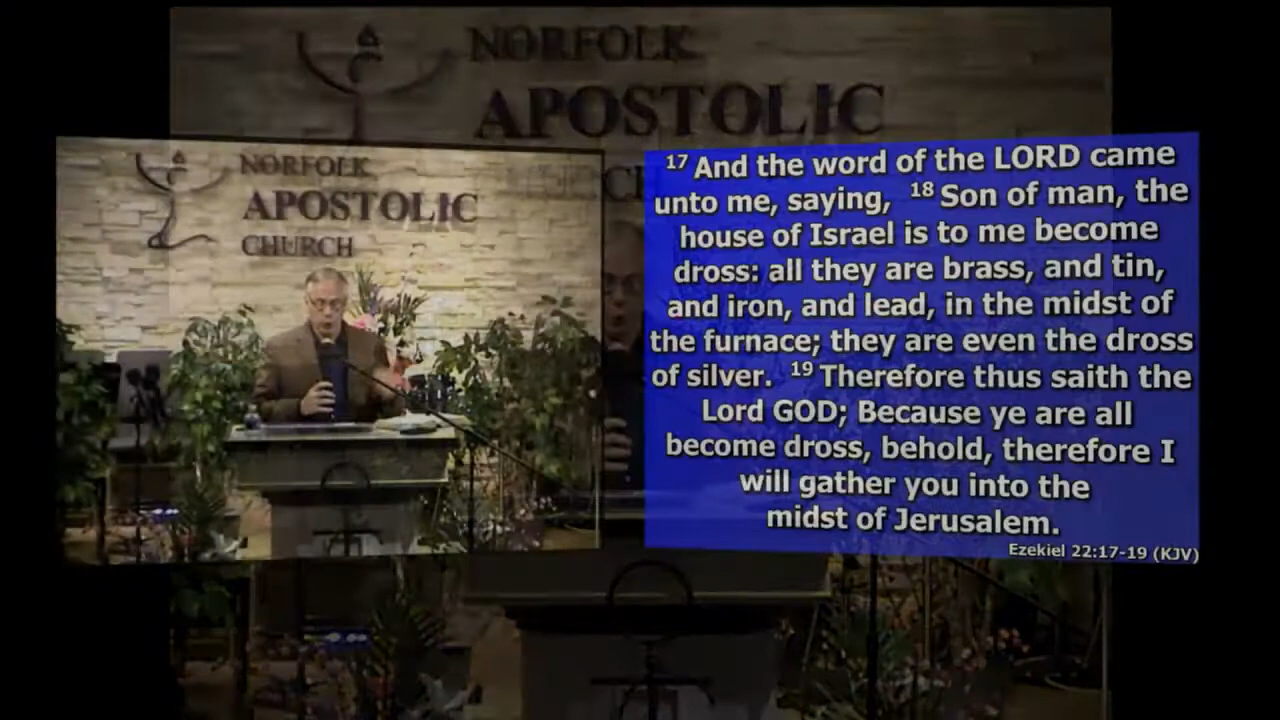 NORFOLK
APOSTOLIC
NORFOLK
APOSTOLIC
CHURCH
17 And the word of the LORD came
unto me, saying, 18 Son of man, the
house of Israel is to me become
dross: all they are brass, and tin,
and iron, and lead, in the midst of
the furnace; they are even the dross
of silver. 19 Therefore thus saith the
Lord GOD; Because ye are all
become dross, behold, therefore I
will gather you into the
midst of Jerusalem.
Ezekiel 22:17-19 (KJV)